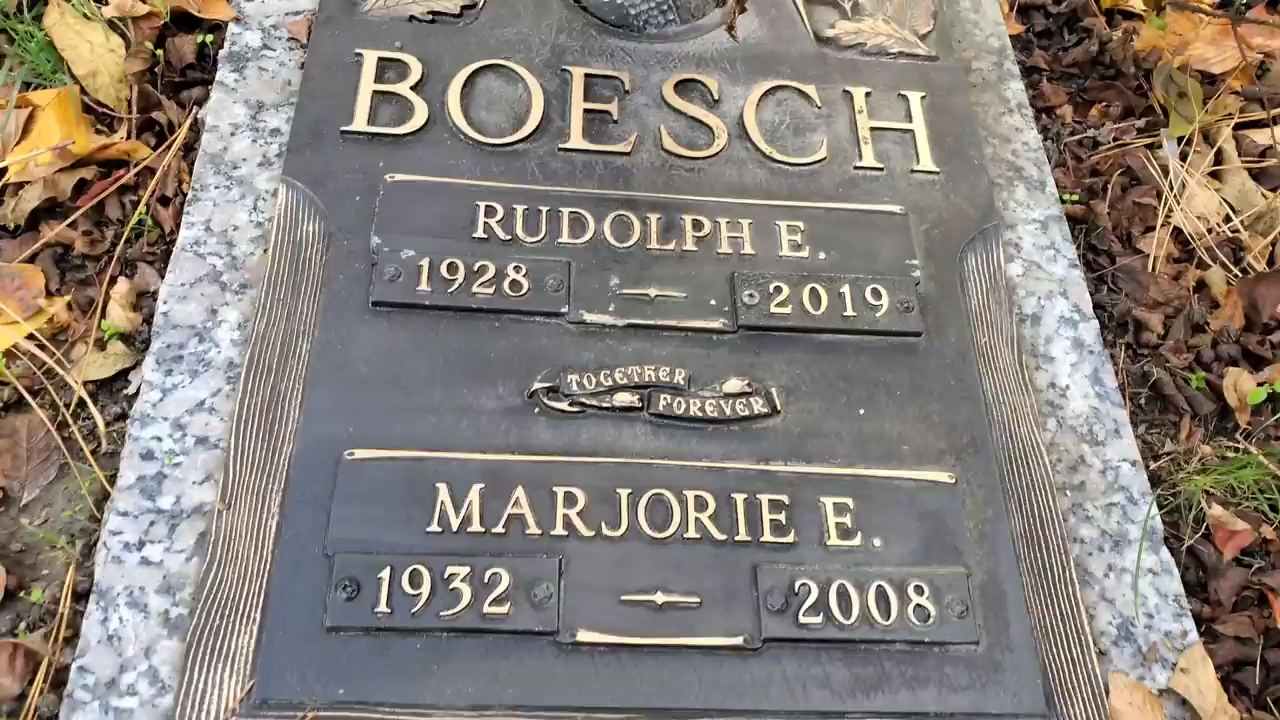 BOESCH
RUDOLPH E.
1928 2019
TOGETHER
FOREVER
MARJORIE E.
1932 2008